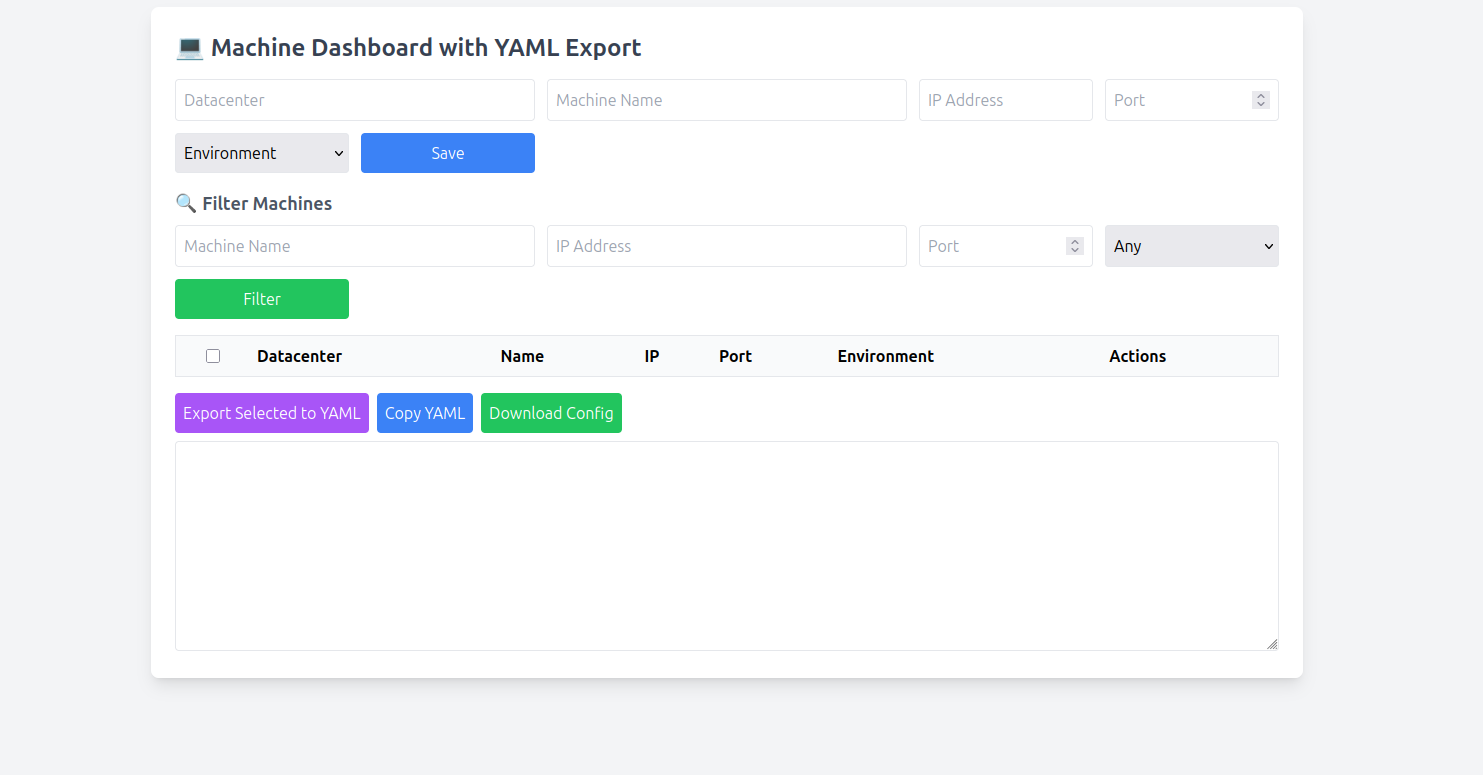 💻 Machine Dashboard with YAML Export
Datacenter Machine Name IP Address Port
Environment Save
🔍 Filter Machines
Machine Name IP Address Port Any
Filter
Datacenter Name IP Port Environment Actions
Export Selected to YAML Copy YAML Download Config